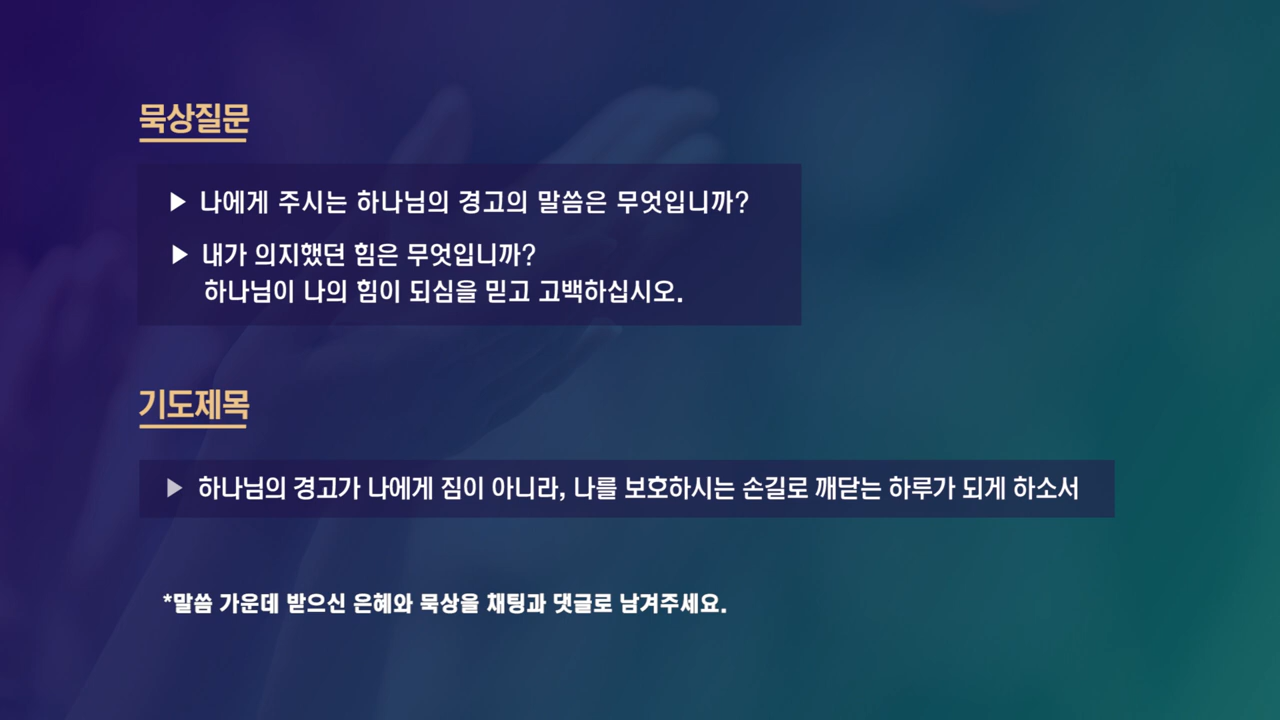 묵상질문
▶ 나에게 주시는 하나님의 경고의 말씀은 무엇입니까?
▶ 내가 의지했던 힘은 무엇입니까?
하나님이 나의 힘이 되심을 믿고 고백하십시오.
기도제목
▶ 하나님의 경고가 나에게 짐이 아니라, 나를 보호하시는 손길로 깨닫는 하루가 되게 하소서
*말씀 가운데 받으신 은혜와 묵상을 채팅과 댓글로 남겨주세요.